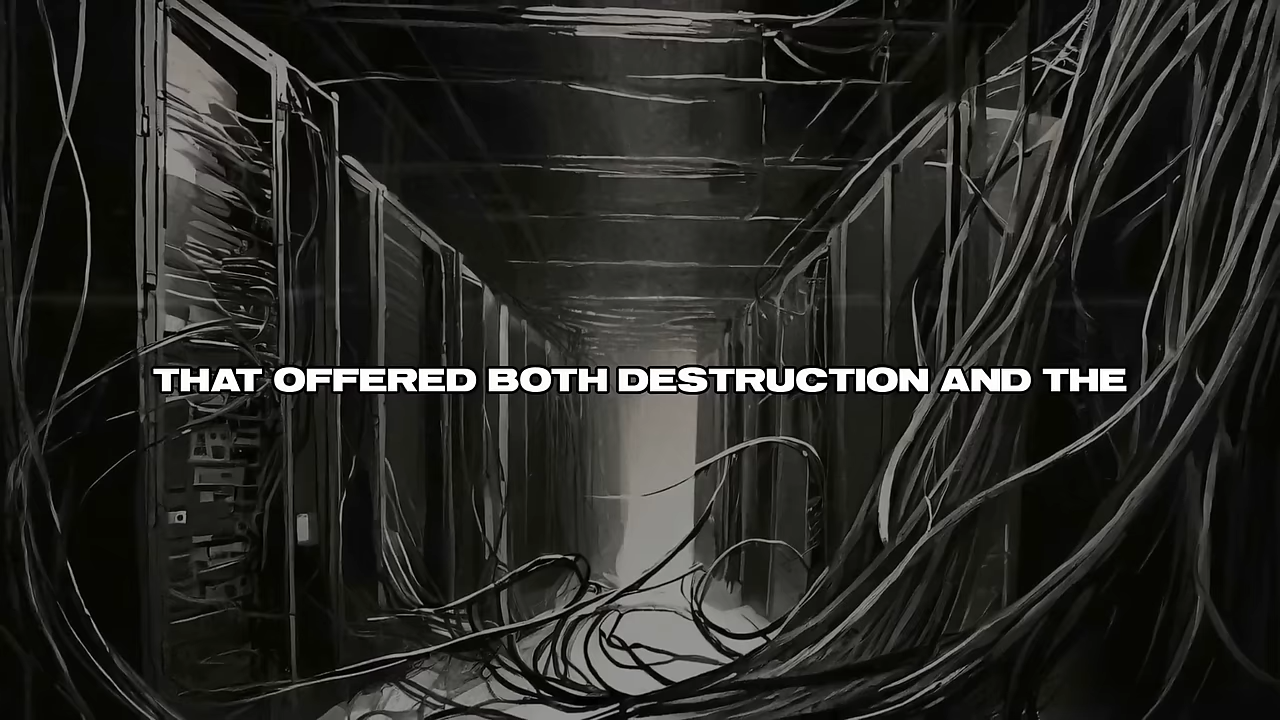 THAT OFFERED BOTH DESTRUCTION AND THE